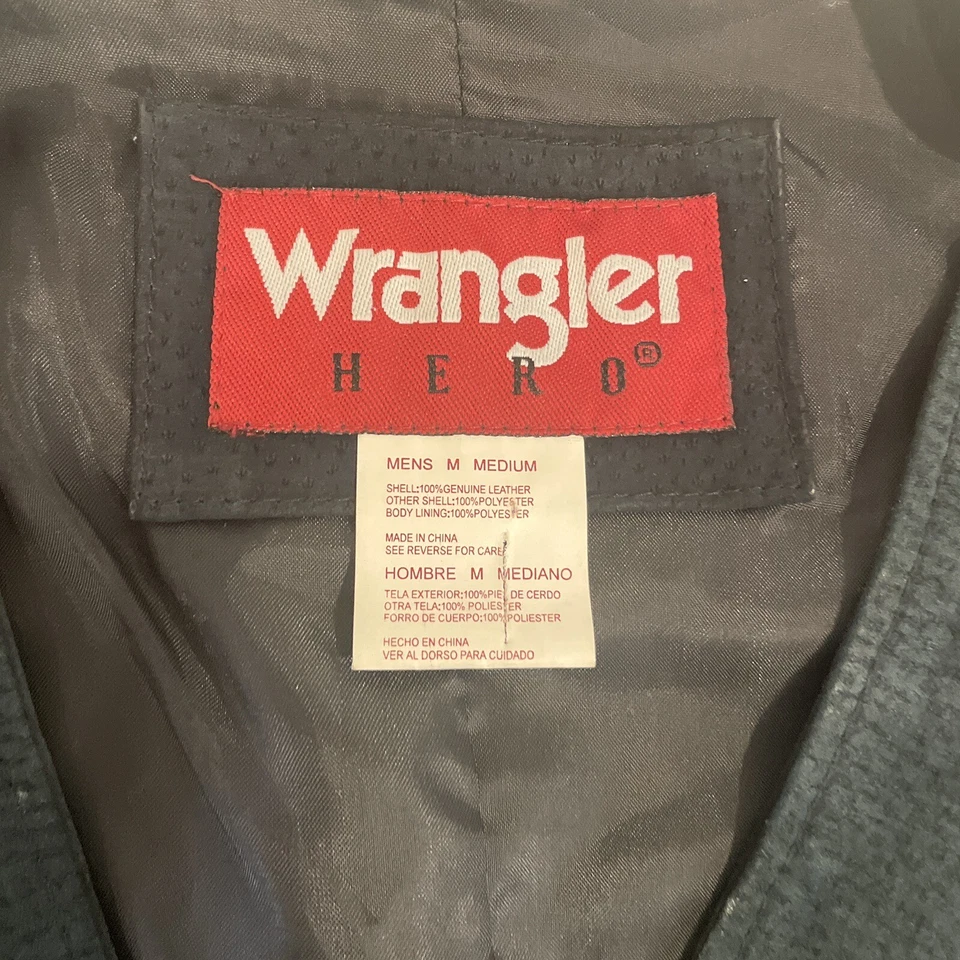 Wrangler
HERO®
MENS M MEDIUM
SHELL:100%GENUINE LEATHER
OTHER SHELL:100%POLYESTER
BODY LINING:100%POLYESTER
MADE IN CHINA
SEE REVERSE FOR CARE
HOMBRE M MEDIANO
TELA EXTERIOR:100%PIEL DE CERDO
OTRA TELA:100% POLIESTER
FORRO DE CUERPO:100%POLIESTER
HECHO EN CHINA
VER AL DORSO PARA CUIDADO